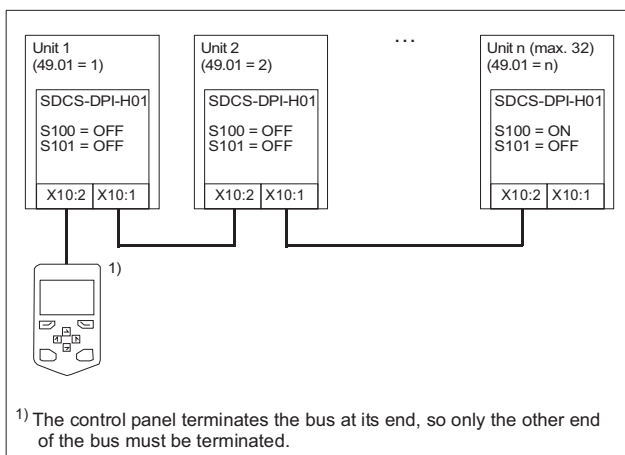 Unit 1
(49.01 = 1)
SDCS-DPI-H01
S100 = OFF
S101 = OFF
X10:2 X10:1
Unit 2
(49.01 = 2)
SDCS-DPI-H01
S100 = OFF
S101 = OFF
X10:2 X10:1
...
Unit n (max. 32)
(49.01 = n)
SDCS-DPI-H01
S100 = ON
S101 = OFF
X10:2 X10:1
1)
1) The control panel terminates the bus at its end, so only the other end
of the bus must be terminated.